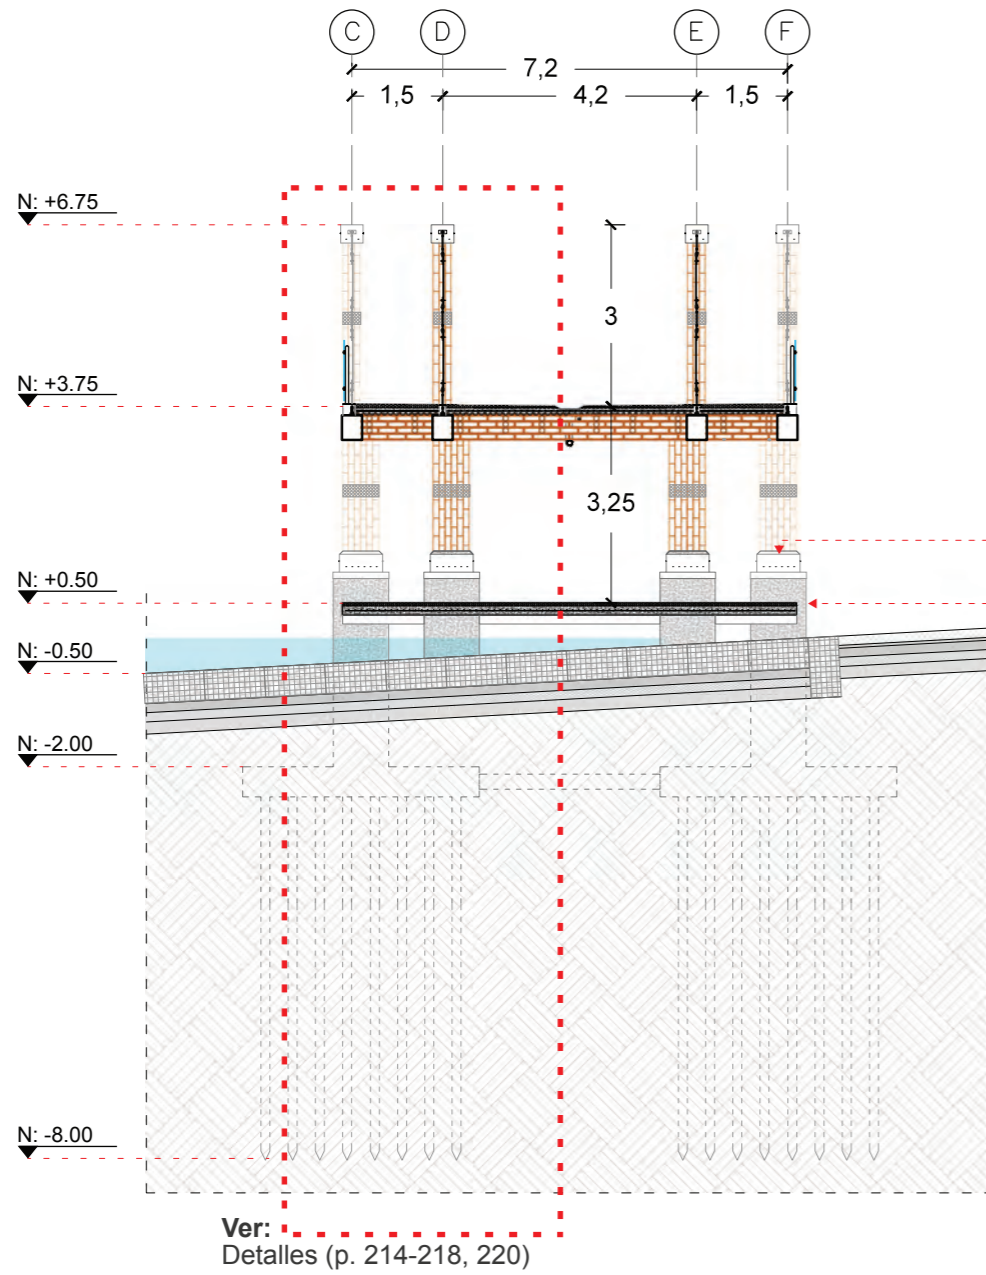 C D E F
7,2
1,5 4,2 1,5
N: +6.75
3
N: +3.75
3,25
N: +0.50
N: -0.50
N: -2.00
N: -8.00
Ver:
Detalles (p. 214-218, 220)